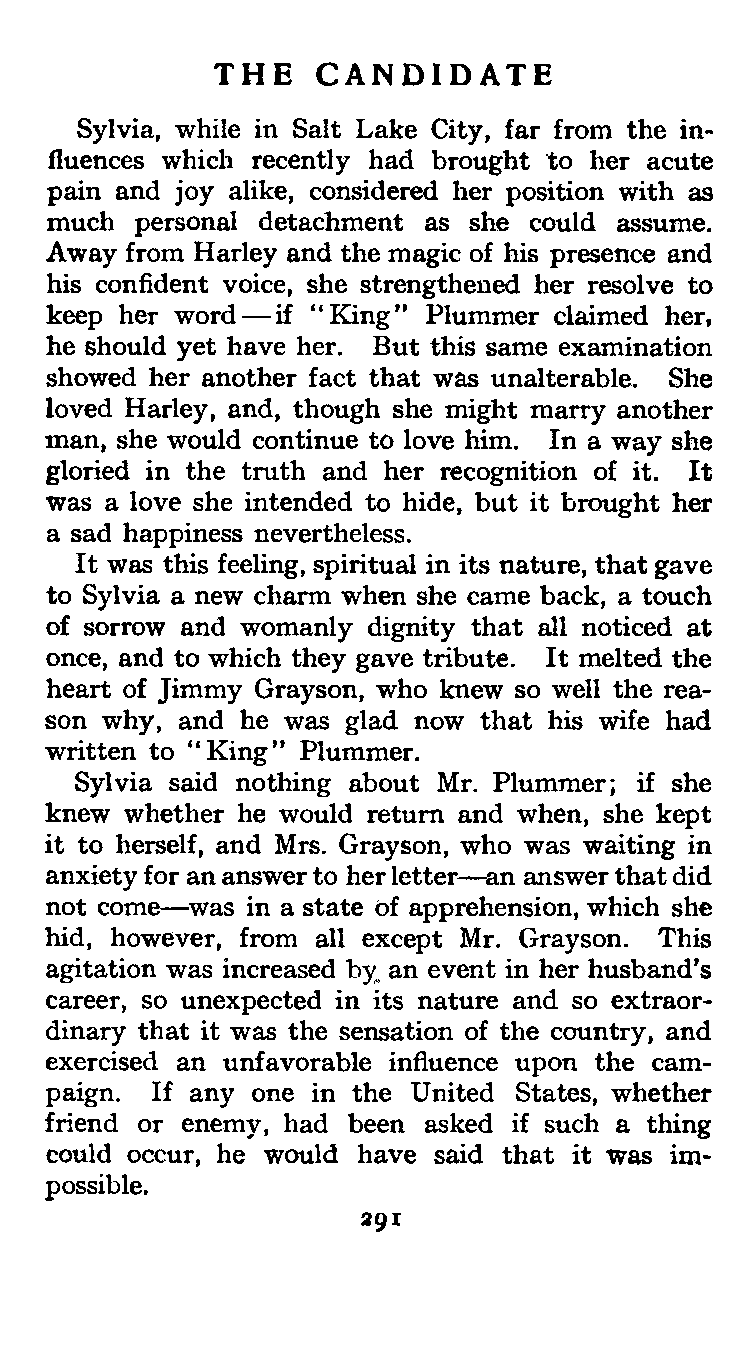 THE CANDIDATE
Sylvia, while in Salt Lake City, far from the in-
fluences which recently had brought to her acute
pain and joy alike, considered her position with as
much personal detachment as she could assume.
Away from Harley and the magic of his presence and
his confident voice, she strengthened her resolve to
keep her word—if "King" Plummer claimed her,
he should yet have her. But this same examination
showed her another fact that was unalterable. She
loved Harley, and, though she might marry another
man, she would continue to love him. In a way she
gloried in the truth and her recognition of it. It
was a love she intended to hide, but it brought her
a sad happiness nevertheless.
It was this feeling, spiritual in its nature, that gave
to Sylvia a new charm when she came back, a touch
of sorrow and womanly dignity that all noticed at
once, and to which they gave tribute. It melted the
heart of Jimmy Grayson, who knew so well the rea-
son why, and he was glad now that his wife had
written to "King" Plummer.
Sylvia said nothing about Mr. Plummer; if she
knew whether he would return and when, she kept
it to herself, and Mrs. Grayson, who was waiting in
anxiety for an answer to her letter—an answer that did
not come—was in a state of apprehension, which she
hid, however, from all except Mr. Grayson. This
agitation was increased by an event in her husband's
career, so unexpected in its nature and so extraor-
dinary that it was the sensation of the country, and
exercised an unfavorable influence upon the cam-
paign. If any one in the United States, whether
friend or enemy, had been asked if such a thing
could occur, he would have said that it was im-
possible.
291